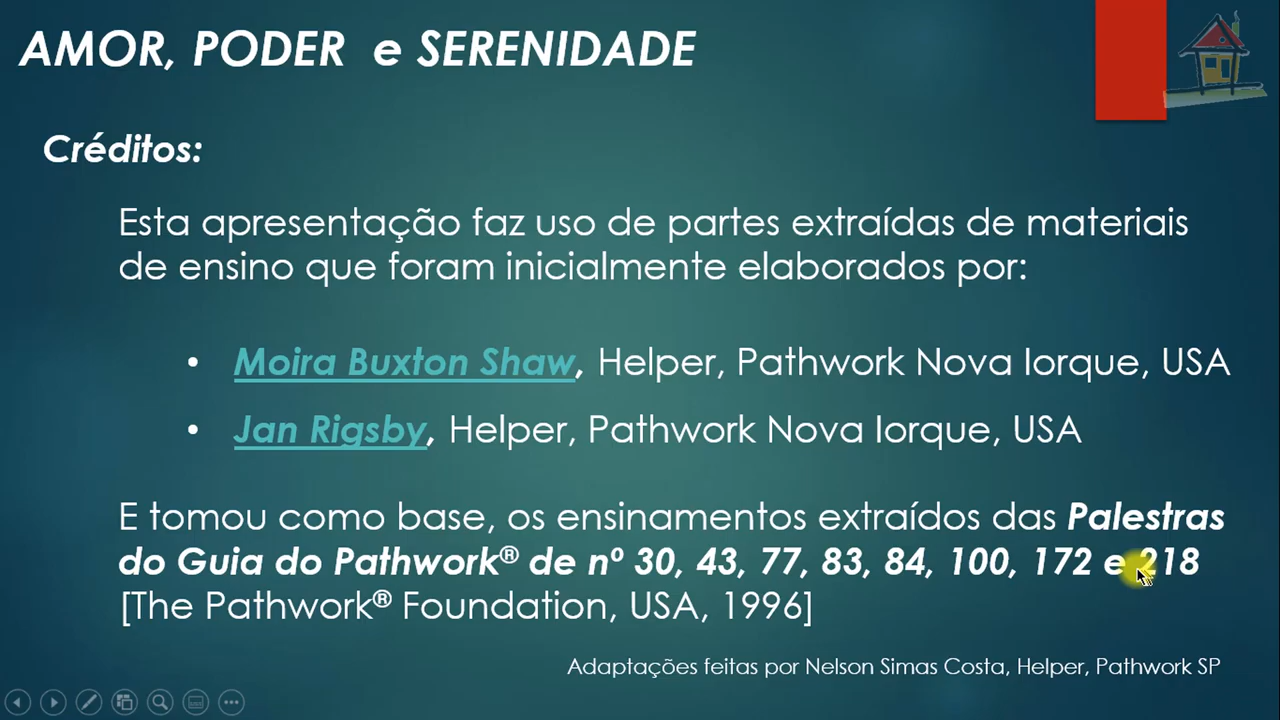 AMOR, PODER e SERENIDADE
Créditos:
Esta apresentação faz uso de partes extraídas de materiais
de ensino que foram inicialmente elaborados por:
• Moira Buxton Shaw, Helper, Pathwork Nova Iorque, USA
• Jan Rigsby, Helper, Pathwork Nova Iorque, USA
E tomou como base, os ensinamentos extraídos das Palestras
do Guia do Pathwork® de nº 30, 43, 77, 83, 84, 100, 172 e 218
[The Pathwork® Foundation, USA, 1996]
Adaptações feitas por Nelson Simas Costa, Helper, Pathwork SP